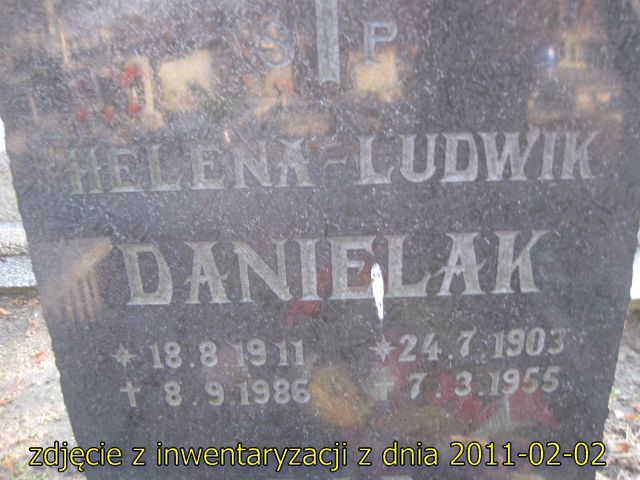 Ś P
HELENA-LUDWIK
DANIELAK
* 18.8.1911 * 24.7.1903
† 8.9.1986 † 7.3.1955
zdjęcie z inwentaryzacji z dnia 2011-02-02